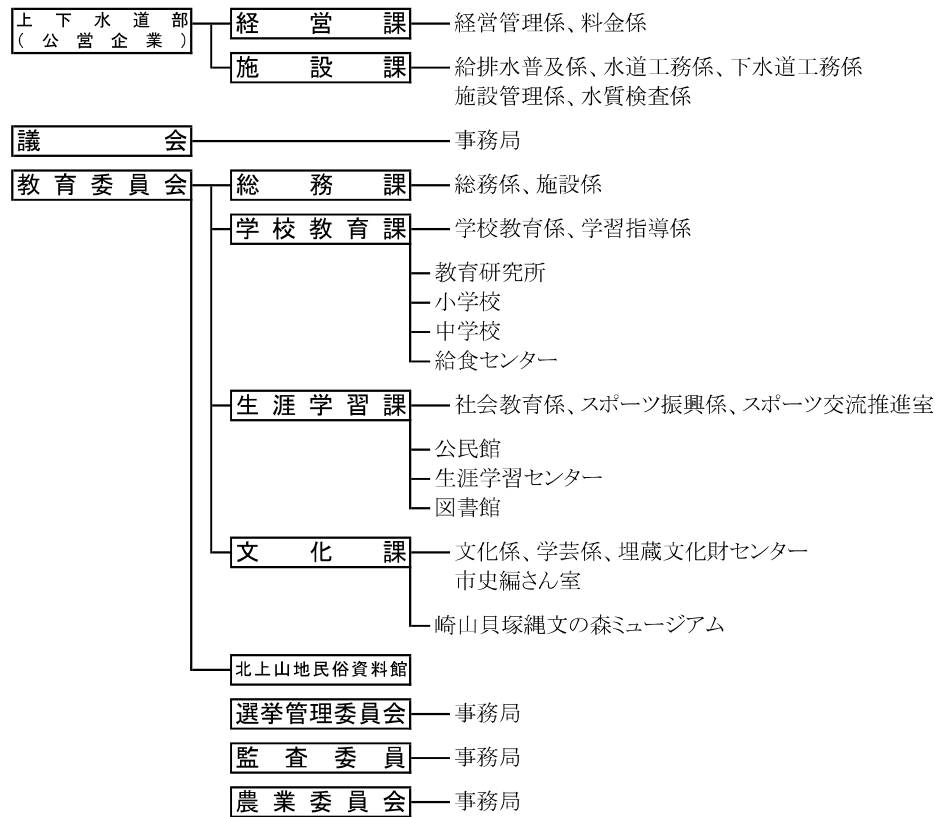 上下水道部
(公営企業)
経営課 経営管理係、料金係
施設課 給排水普及係、水道工務係、下水道工務係
施設管理係、水質検査係
議会 事務局
教育委員会 総務課 総務係、施設係
学校教育課 学校教育係、学習指導係
教育研究所
小学校
中学校
給食センター
生涯学習課 社会教育係、スポーツ振興係、スポーツ交流推進室
公民館
生涯学習センター
図書館
文化課 文化係、学芸係、埋蔵文化財センター
市史編さん室
崎山貝塚縄文の森ミュージアム
北上山地民俗資料館
選挙管理委員会 事務局
監査委員 事務局
農業委員会 事務局